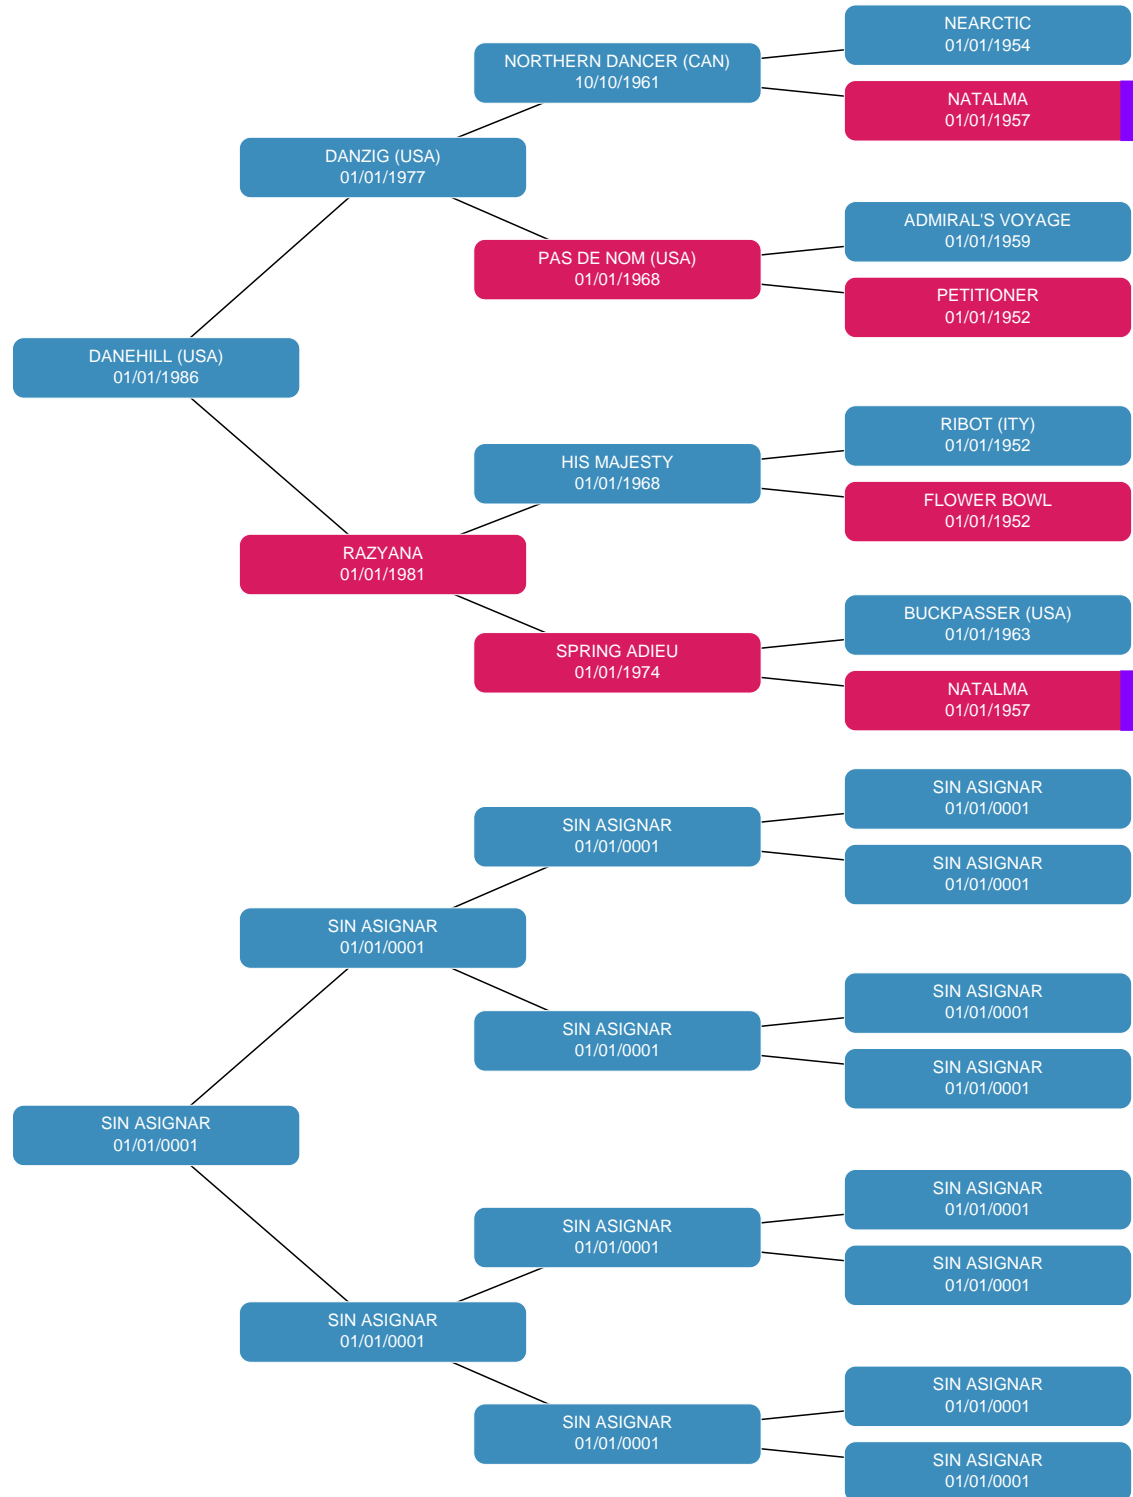 NEARCTIC
01/01/1954
NORTHERN DANCER (CAN)
10/10/1961
NATALMA
01/01/1957
DANZIG (USA)
01/01/1977
ADMIRAL'S VOYAGE
01/01/1959
PAS DE NOM (USA)
01/01/1968
PETITIONER
01/01/1952
DANEHILL (USA)
01/01/1986
RIBOT (ITY)
01/01/1952
HIS MAJESTY
01/01/1968
FLOWER BOWL
01/01/1952
RAZYANA
01/01/1981
BUCKPASSER (USA)
01/01/1963
SPRING ADIEU
01/01/1974
NATALMA
01/01/1957
SIN ASIGNAR
01/01/0001
SIN ASIGNAR
01/01/0001
SIN ASIGNAR
01/01/0001
SIN ASIGNAR
01/01/0001
SIN ASIGNAR
01/01/0001
SIN ASIGNAR
01/01/0001
SIN ASIGNAR
01/01/0001
SIN ASIGNAR
01/01/0001
SIN ASIGNAR
01/01/0001
SIN ASIGNAR
01/01/0001
SIN ASIGNAR
01/01/0001
SIN ASIGNAR
01/01/0001
SIN ASIGNAR
01/01/0001
SIN ASIGNAR
01/01/0001
SIN ASIGNAR
01/01/0001